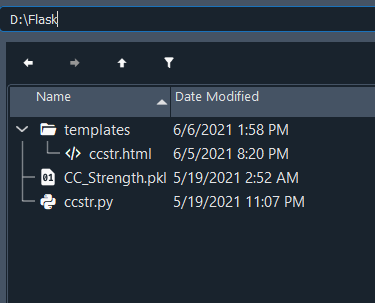 D:\Flask
Name Date Modified
templates 6/6/2021 1:58 PM
ccstr.html 6/5/2021 8:20 PM
CC_Strength.pkl 5/19/2021 2:52 AM
ccstr.py 5/19/2021 11:07 PM